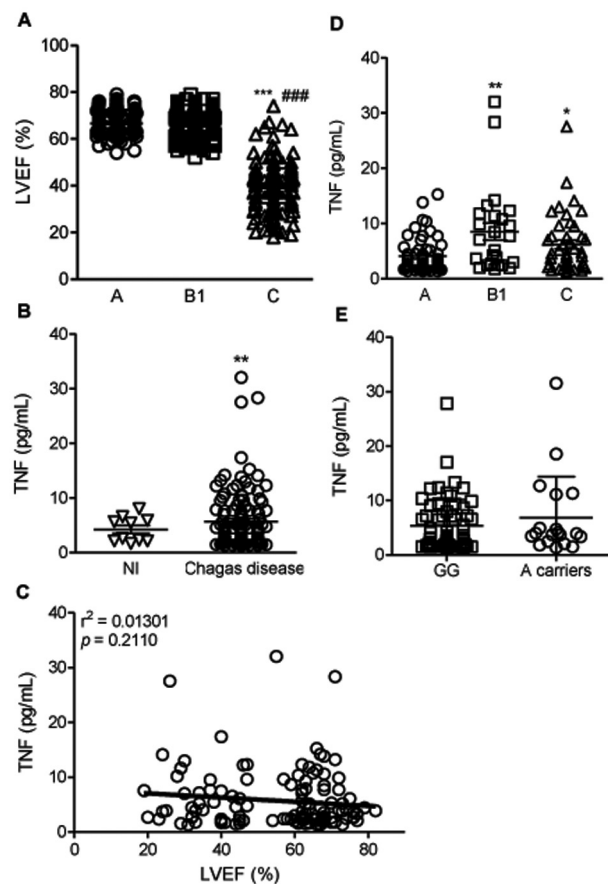 A
LVEF (%)
100
80
60
40
20
0
*** ###
A B1 C
B
TNF (pg/mL)
40
30
20
10
0
**
NI Chagas disease
C
r2 = 0.01301
p = 0.2110
TNF (pg/mL)
40
30
20
10
0
0 20 40 60 80
LVEF (%)
D
TNF (pg/mL)
40
30
20
10
0
** *
A B1 C
E
TNF (pg/mL)
40
30
20
10
0
GG A carriers